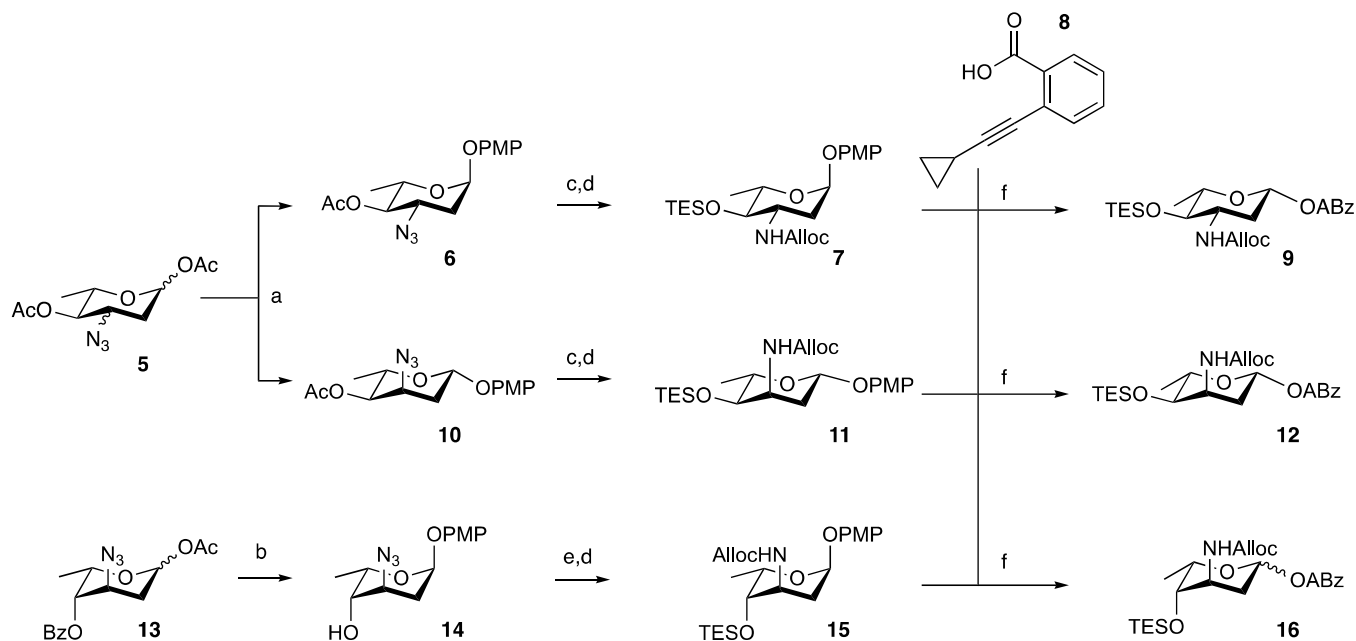 O
8
HO
OPMP
O
AcO
N₃
6
c,d
OPMP
O
TESO
NHAlloc
7
f
O
TESO
OABz
NHAlloc
9
OAc
O
AcO
N₃
5
a
N₃
O
AcO
OPMP
10
c,d
NHAlloc
O
TESO
OPMP
11
f
NHAlloc
O
TESO
OABz
12
N₃
OAc
O
BzO
13
b
N₃
OPMP
O
HO
14
e,d
AllocHN
OPMP
O
TESO
15
f
NHAlloc
O
OABz
TESO
16